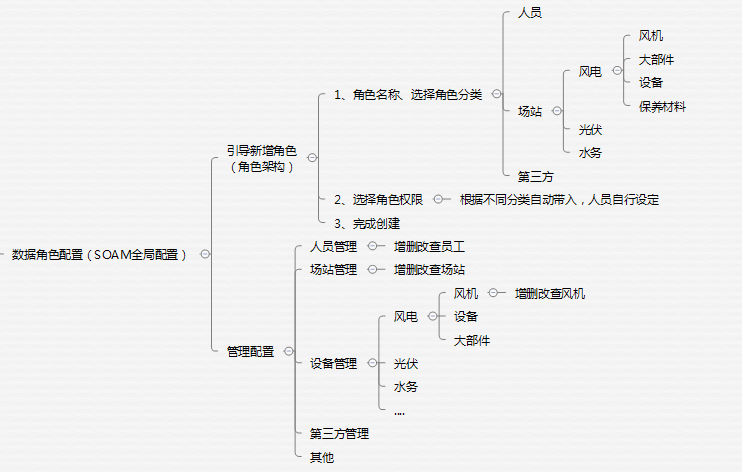 数据角色配置（SOAM全局配置）
引导新增角色
（角色架构）
1、角色名称、选择角色分类
人员
场站
风电
风机
大部件
设备
保养材料
光伏
水务
第三方
2、选择角色权限
根据不同分类自动带入，人员自行设定
3、完成创建
管理配置
人员管理
增删改查员工
场站管理
增删改查场站
设备管理
风电
风机
增删改查风机
设备
大部件
光伏
水务
....
第三方管理
其他